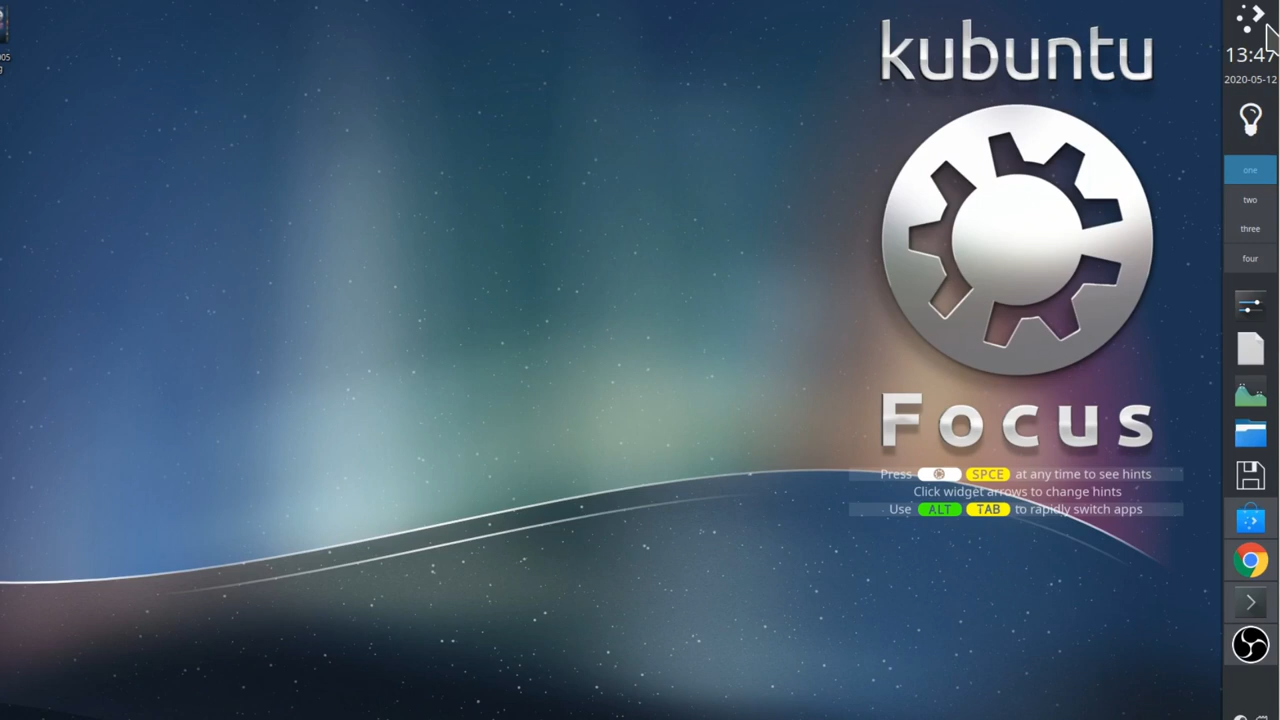 005
g
kubuntu
Focus
Press SPCE at any time to see hints
Click widget arrows to change hints
Use ALT TAB to rapidly switch apps
13:47
2020-05-12
one
two
three
four